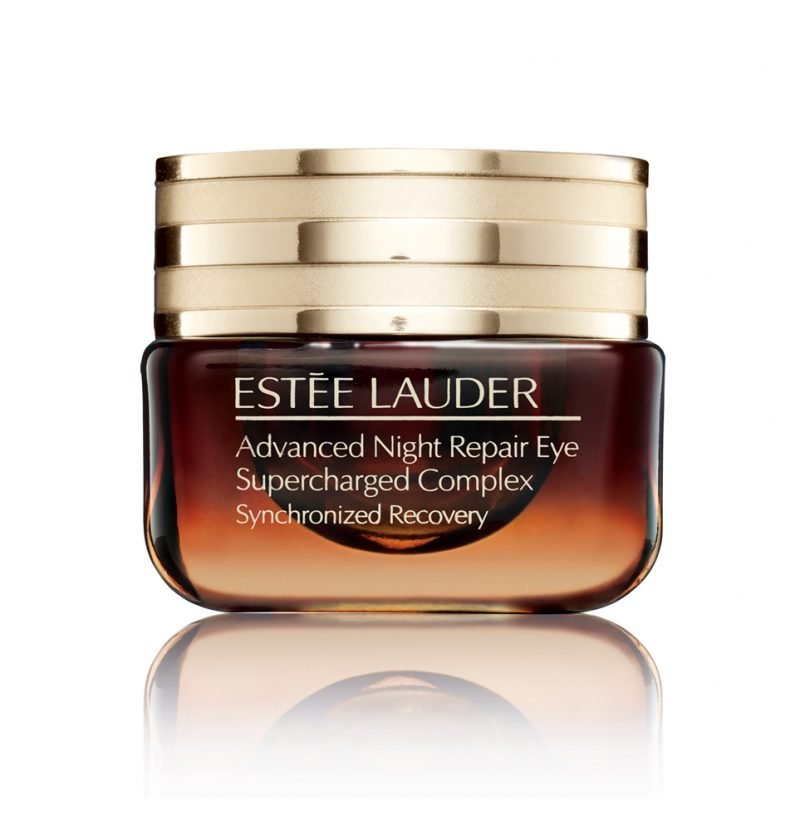 ESTĒE LAUDER
Advanced Night Repair Eye
Supercharged Complex
Synchronized Recovery